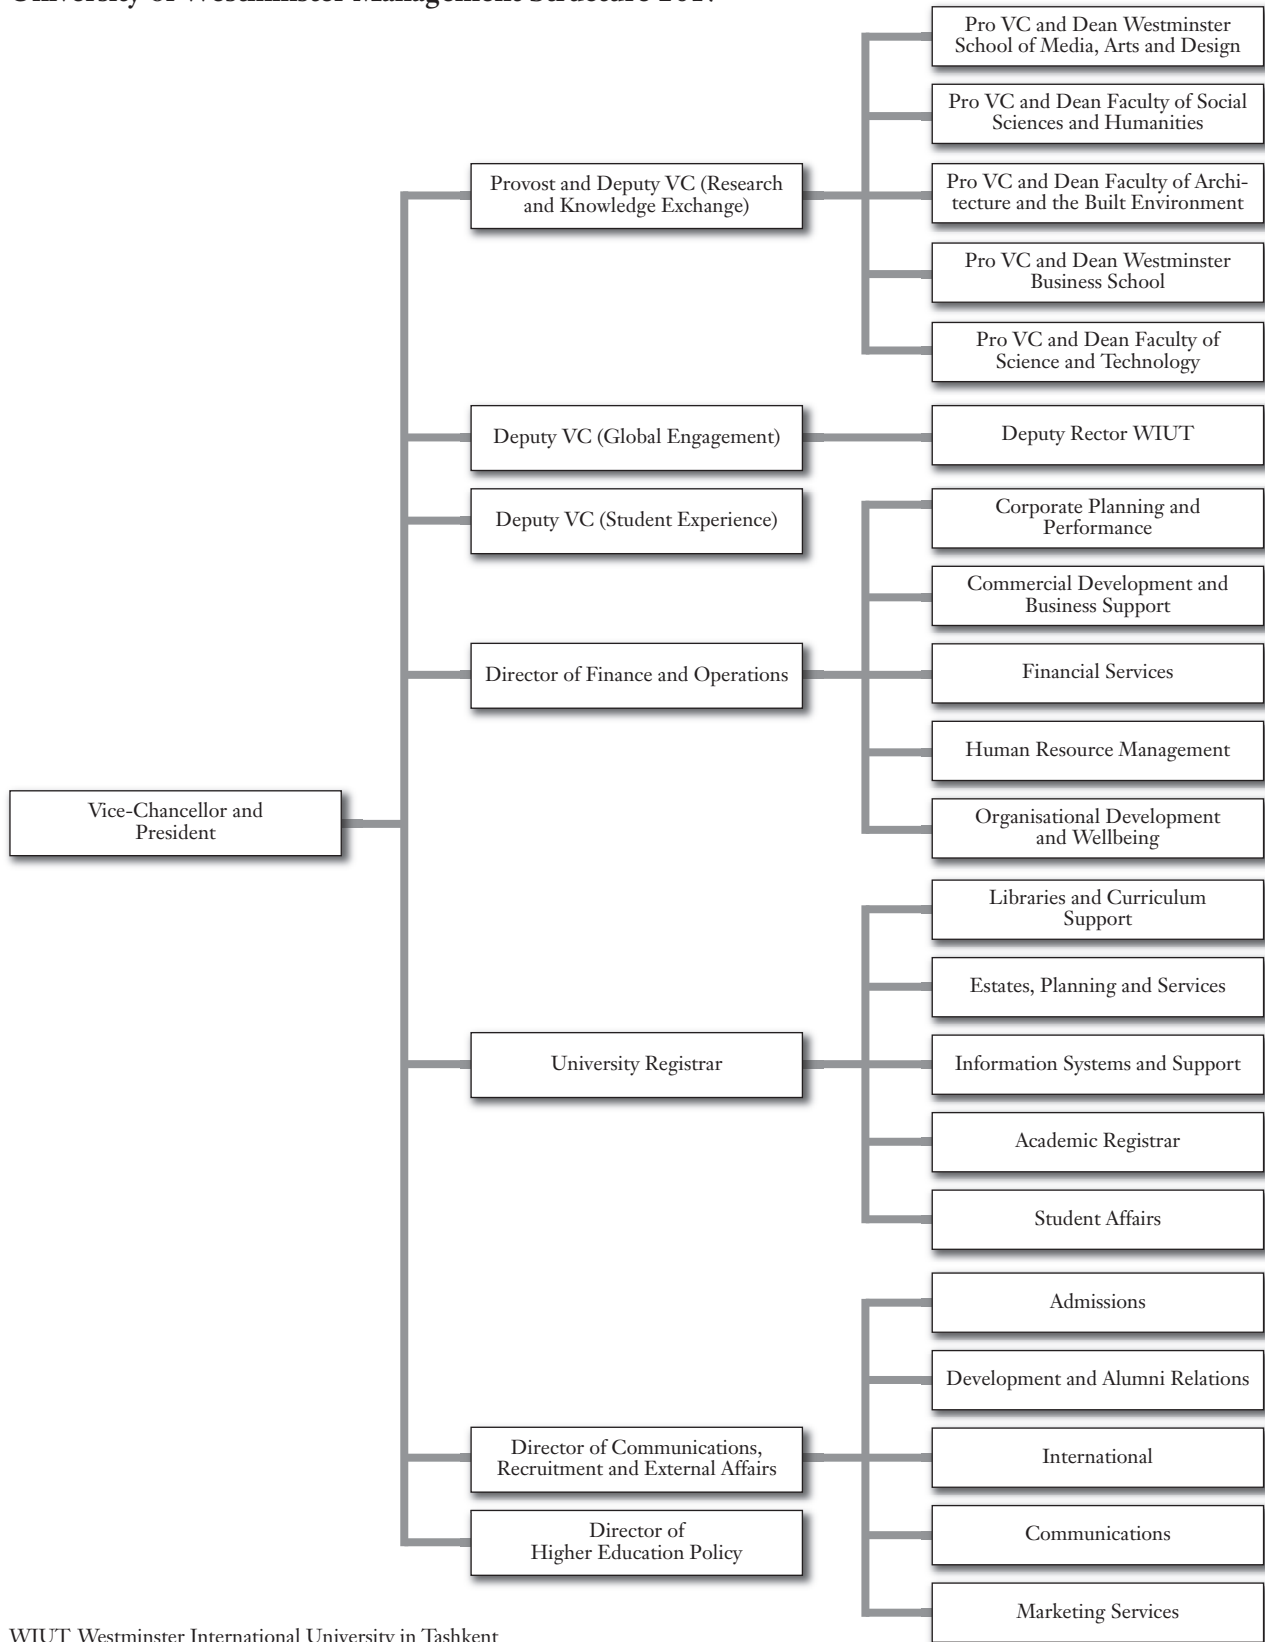 University of Westminster Management Structure
Pro VC and Dean Westminster
School of Media, Arts and Design
Pro VC and Dean Faculty of Social
Sciences and Humanities
Provost and Deputy VC (Research
and Knowledge Exchange)
Pro VC and Dean Faculty of Archi-
tecture and the Built Environment
Pro VC and Dean Westminster
Business School
Pro VC and Dean Faculty of
Science and Technology
Deputy VC (Global Engagement)
Deputy Rector WIUT
Deputy VC (Student Experience)
Corporate Planning and
Performance
Commercial Development and
Business Support
Director of Finance and Operations
Financial Services
Human Resource Management
Organisational Development
and Wellbeing
Vice-Chancellor and
President
Libraries and Curriculum
Support
Estates, Planning and Services
University Registrar
Information Systems and Support
Academic Registrar
Student Affairs
Admissions
Development and Alumni Relations
Director of Communications,
Recruitment and External Affairs
International
Director of
Higher Education Policy
Communications
Marketing Services
WIUT Westminster International University in Tashkent